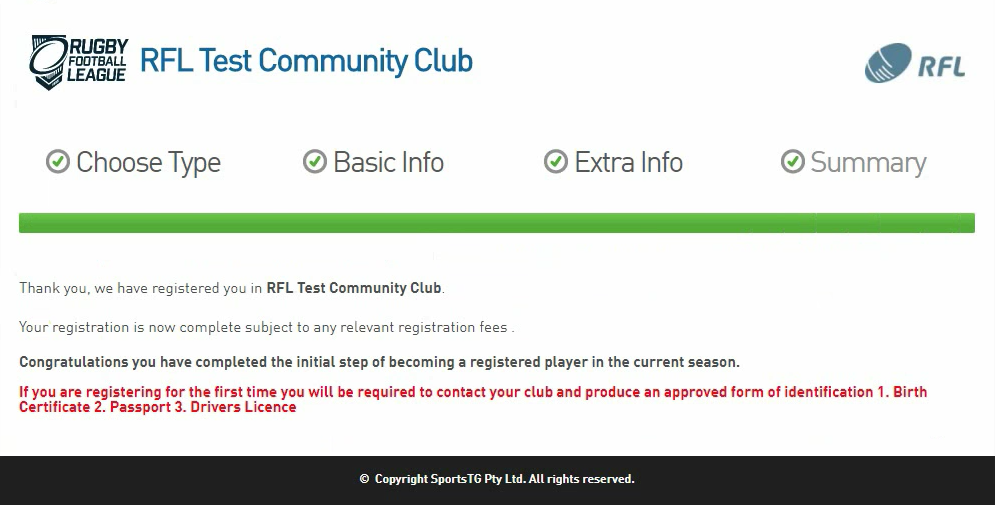 RUGBY
FOOTBALL
LEAGUE
RFL Test Community Club
RFL
Choose Type
Basic Info
Extra Info
Summary
Thank you, we have registered you in RFL Test Community Club.
Your registration is now complete subject to any relevant registration fees .
Congratulations you have completed the initial step of becoming a registered player in the current season.
If you are registering for the first time you will be required to contact your club and produce an approved form of identification 1. Birth
Certificate 2. Passport 3. Drivers Licence
© Copyright SportsTG Pty Ltd. All rights reserved.